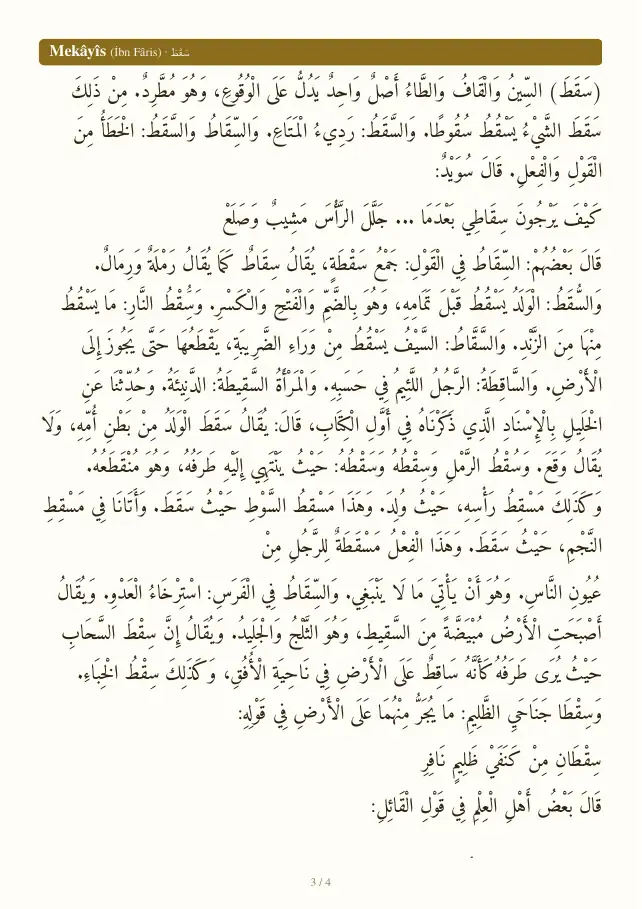 Mekâyîs (İbn Fâris) · سَقَطَ
(سَقَطَ) السِّينُ وَالْقَافُ وَالطَّاءُ أَصْلٌ وَاحِدٌ يَدُلُّ عَلَى الْوُقُوعِ، وَهُوَ مُطَّرِدٌ. مِنْ ذَلِكَ
سَقَطَ الشَّيْءُ يَسْقُطُ سُقُوطًا. وَالسَّقَطُ: رَدِيءُ الْمَتَاعِ. وَالسِّقَاطُ وَالسَّقَطُ: الْخَطَأُ مِنَ
الْقَوْلِ وَالْفِعْلِ. قَالَ سُوَيْدٌ:
كَيْفَ يَرْجُونَ سِقَاطِي بَعْدَمَا ... جَلَّلَ الرَّأْسَ مَشِيبٌ وَصَلَعْ
قَالَ بَعْضُهُمْ: السِّقَاطُ فِي الْقَوْلِ: جَمْعُ سَقْطَةٍ، يُقَالُ سِقَاطٌ كَمَا يُقَالُ رَمْلَةٌ وَرِمَالٌ.
وَالسُّقَطُ: الْوَلَدُ يَسْقُطُ قَبْلَ تَمَامِهِ، وَهُوَ بِالضَّمِّ وَالْفَتْحِ وَالْكَسْرِ. وَسُِّقْطُ النَّارِ: مَا يَسْقُطُ
مِنْهَا مِنَ الزَّنْدِ. وَالسَّقَّاطُ: السَّيْفُ يَسْقُطُ مِنْ وَرَاءِ الضَّرِيبَةِ، يَقْطَعُهَا حَتَّى يَجُوزَ إِلَى
الْأَرْضِ. وَالسَّاقِطَةُ: الرَّجُلُ اللَّئِيمُ فِي حَسَبِهِ. وَالْمَرْأَةُ السَّقِيطَةُ: الدَّنِيئَةُ. وَحُدِّثْنَا عَنِ
الْخَلِيلِ بِالْإِسْنَادِ الَّذِي ذَكَرْنَاهُ فِي أَوَّلِ الْكِتَابِ، قَالَ: يُقَالُ سَقَطَ الْوَلَدُ مِنْ بَطْنِ أُمِّهِ، وَلَا
يُقَالُ وَقَعَ. وَسُقْطُ الرَّمْلِ وَسِقْطُهُ وَسَقْطُهُ: حَيْثُ يَنْتَهِي إِلَيْهِ طَرَفُهُ، وَهُوَ مُنْقَطَعُهُ.
وَكَذَلِكَ مَسْقِطُ رَأْسِهِ، حَيْثُ وُلِدَ. وَهَذَا مَسْقِطُ السَّوْطِ حَيْثُ سَقَطَ. وَأَتَانَا فِي مَسْقِطِ
النَّجْمِ، حَيْثُ سَقَطَ. وَهَذَا الْفِعْلُ مَسْقَطَةٌ لِلرَّجُلِ مِنْ
عُيُونِ النَّاسِ. وَهُوَ أَنْ يَأْتِيَ مَا لَا يَنْبَغِي. وَالسِّقَاطُ فِي الْفَرَسِ: اسْتِرْخَاءُ الْعَدْوِ. وَيُقَالُ
أَصْبَحَتِ الْأَرْضُ مُبْيَضَّةً مِنَ السَّقِيطِ، وَهُوَ الثَّلْجُ وَالْجَلِيدُ. وَيُقَالُ إِنَّ سِقْطَ السَّحَابِ
حَيْثُ يُرَى طَرَفُهُ كَأَنَّهُ سَاقِطٌ عَلَى الْأَرْضِ فِي نَاحِيَةِ الْأُفُقِ، وَكَذَلِكَ سِقْطُ الْخِبَاءِ.
وَسِقْطَا جَنَاحَيِ الظَّلِيمِ: مَا يُجَرُّ مِنْهُمَا عَلَى الْأَرْضِ فِي قَوْلِهِ:
سِقْطَانِ مِنْ كَنَفَيْ ظَلِيمٍ نَافِرِ
قَالَ بَعْضُ أَهْلِ الْعِلْمِ فِي قَوْلِ الْقَائِلِ:
3 / 4